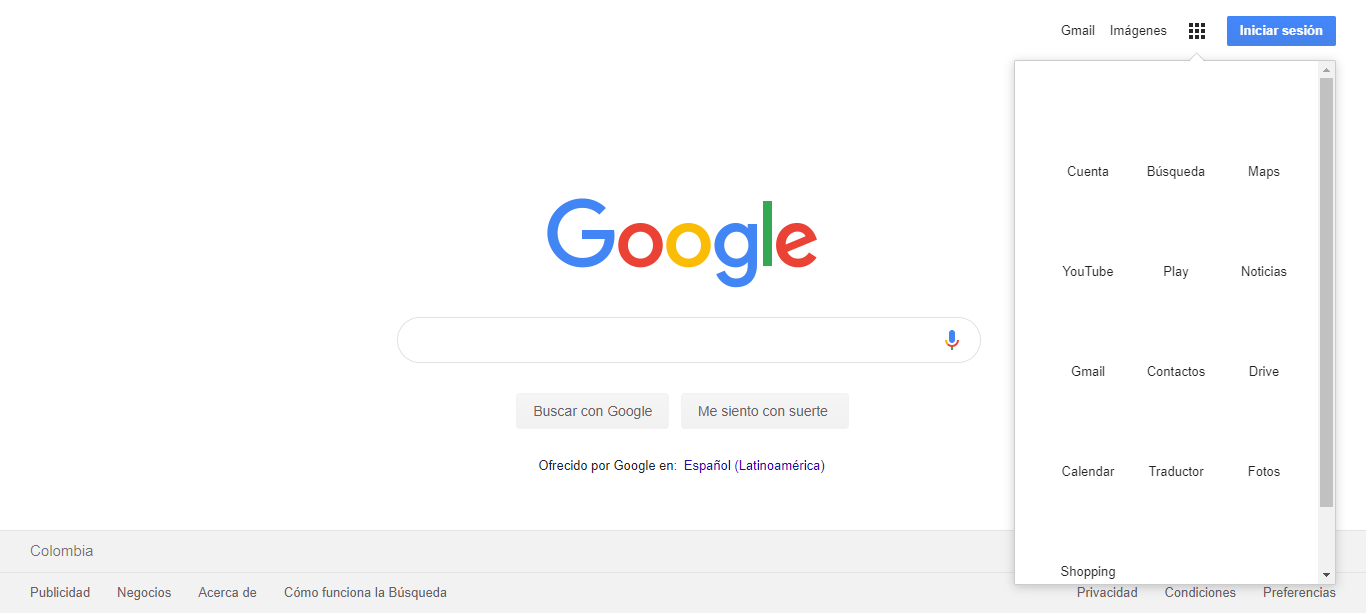 Gmail Imágenes Iniciar sesión
Cuenta Búsqueda Maps
Google
YouTube Play Noticias
Gmail Contactos Drive
Buscar con Google Me siento con suerte
Ofrecido por Google en: Español (Latinoamérica)
Calendar Traductor Fotos
Colombia
Shopping
Publicidad Negocios Acerca de Cómo funciona la Búsqueda Privacidad Condiciones Preferencias